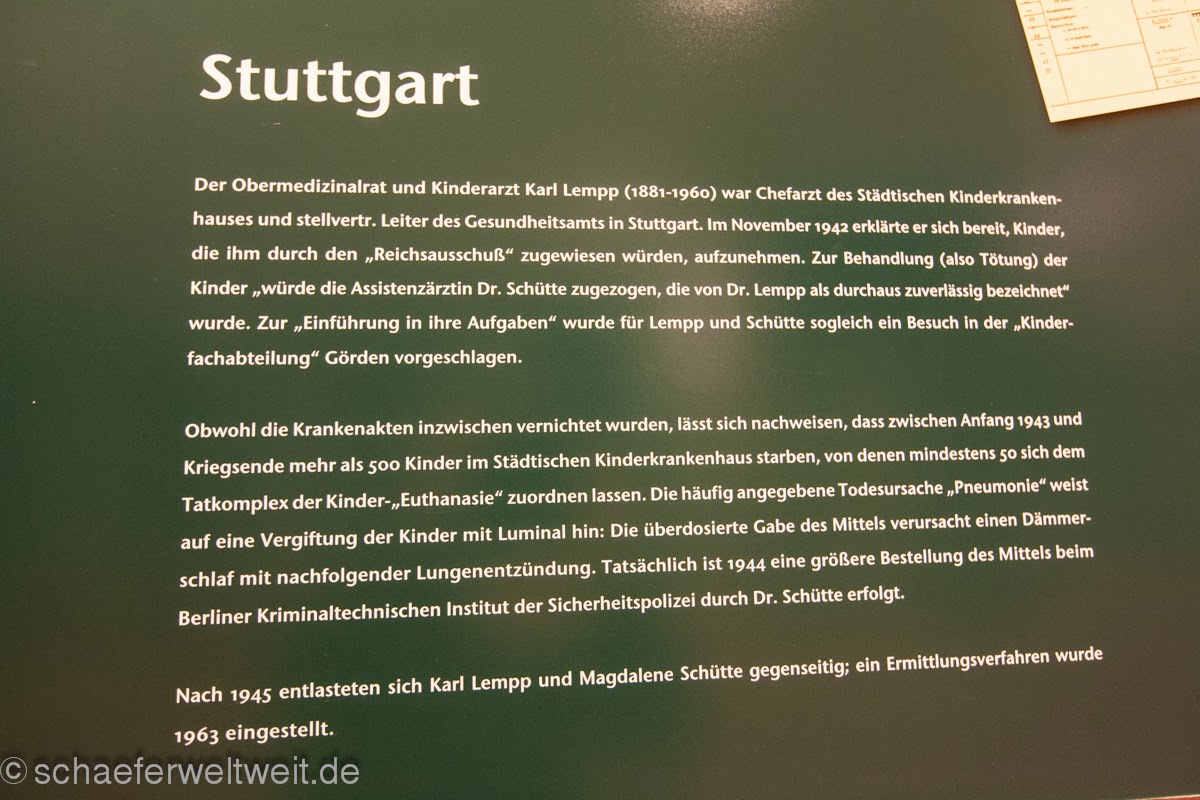 Stuttgart
Der Obermedizinalrat und Kinderarzt Karl Lempp (1881-1960) war Chefarzt des Städtischen Kinderkranken-
hauses und stellvertr. Leiter des Gesundheitsamts in Stuttgart. Im November 1942 erklärte er sich bereit, Kinder,
die ihm durch den „Reichsausschuß“ zugewiesen würden, aufzunehmen. Zur Behandlung (also Tötung) der
Kinder „würde die Assistenzärztin Dr. Schütte zugezogen, die von Dr. Lempp als durchaus zuverlässig bezeichnet“
wurde. Zur „Einführung in ihre Aufgaben“ wurde für Lempp und Schütte sogleich ein Besuch in der „Kinder-
fachabteilung“ Görden vorgeschlagen.
Obwohl die Krankenakten inzwischen vernichtet wurden, lässt sich nachweisen, dass zwischen Anfang 1943 und
Kriegsende mehr als 500 Kinder im Städtischen Kinderkrankenhaus starben, von denen mindestens 50 sich dem
Tatkomplex der Kinder-„Euthanasie“ zuordnen lassen. Die häufig angegebene Todesursache „Pneumonie“ weist
auf eine Vergiftung der Kinder mit Luminal hin: Die überdosierte Gabe des Mittels verursacht einen Dämmer-
schlaf mit nachfolgender Lungenentzündung. Tatsächlich ist 1944 eine größere Bestellung des Mittels beim
Berliner Kriminaltechnischen Institut der Sicherheitspolizei durch Dr. Schütte erfolgt.
Nach 1945 entlasteten sich Karl Lempp und Magdalene Schütte gegenseitig; ein Ermittlungsverfahren wurde
1963 eingestellt.
© schaeferweltweit.de